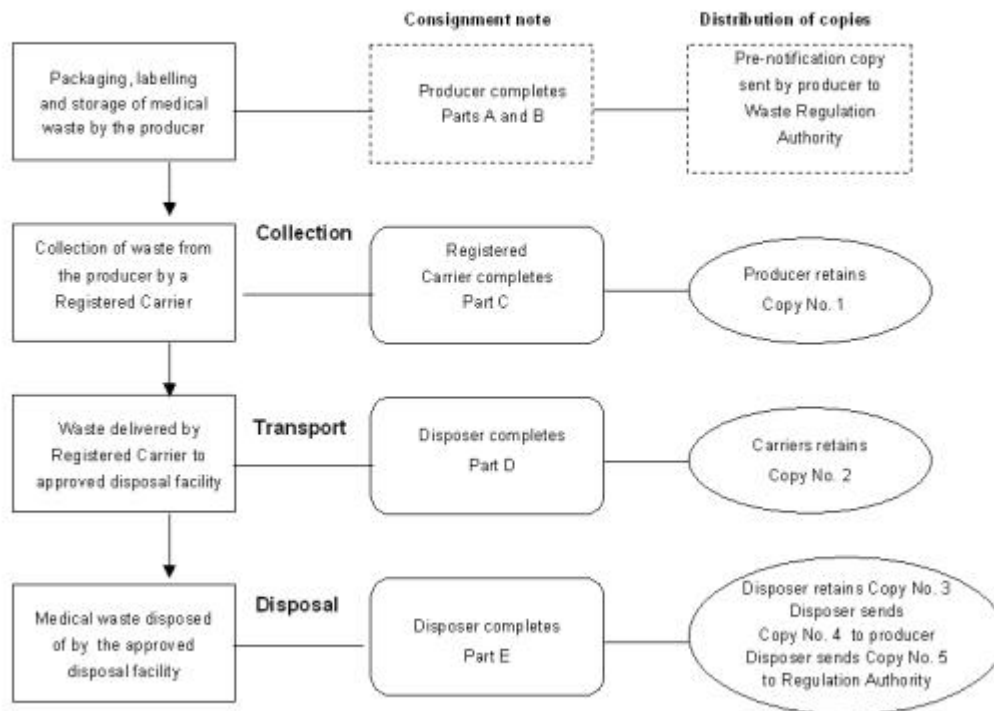 Consignment note
Distribution of copies
Packaging, labelling
and storage of medical
waste by the producer
Producer completes
Parts A and B
Pre-notification copy
sent by producer to
Waste Regulation
Authority
Collection of waste from
the producer by a
Registered Carrier
Collection
Registered
Carrier completes
Part C
Producer retains
Copy No. 1
Waste delivered by
Registered Carrier to
approved disposal facility
Transport
Disposer completes
Part D
Carriers retains
Copy No. 2
Medical waste disposed
of by the approved
disposal facility
Disposal
Disposer completes
Part E
Disposer retains Copy No. 3
Disposer sends
Copy No. 4 to producer
Disposer sends Copy No. 5
to Regulation Authority